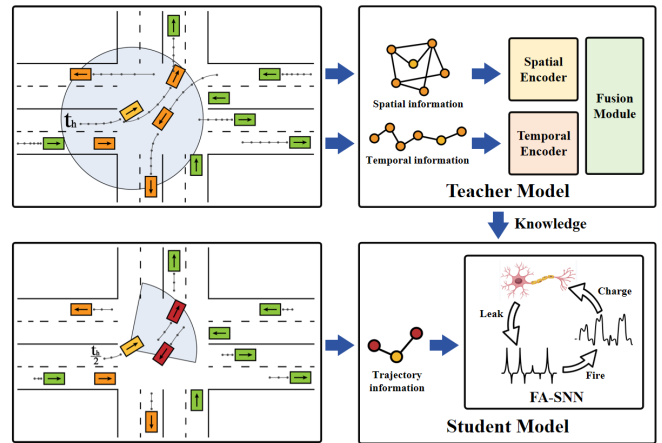 t_h
Spatial information
Temporal information
Spatial
Encoder
Temporal
Encoder
Fusion
Module
Teacher Model
Knowledge
t_h/2
Trajectory
information
Leak
Charge
Fire
FA-SNN
Student Model